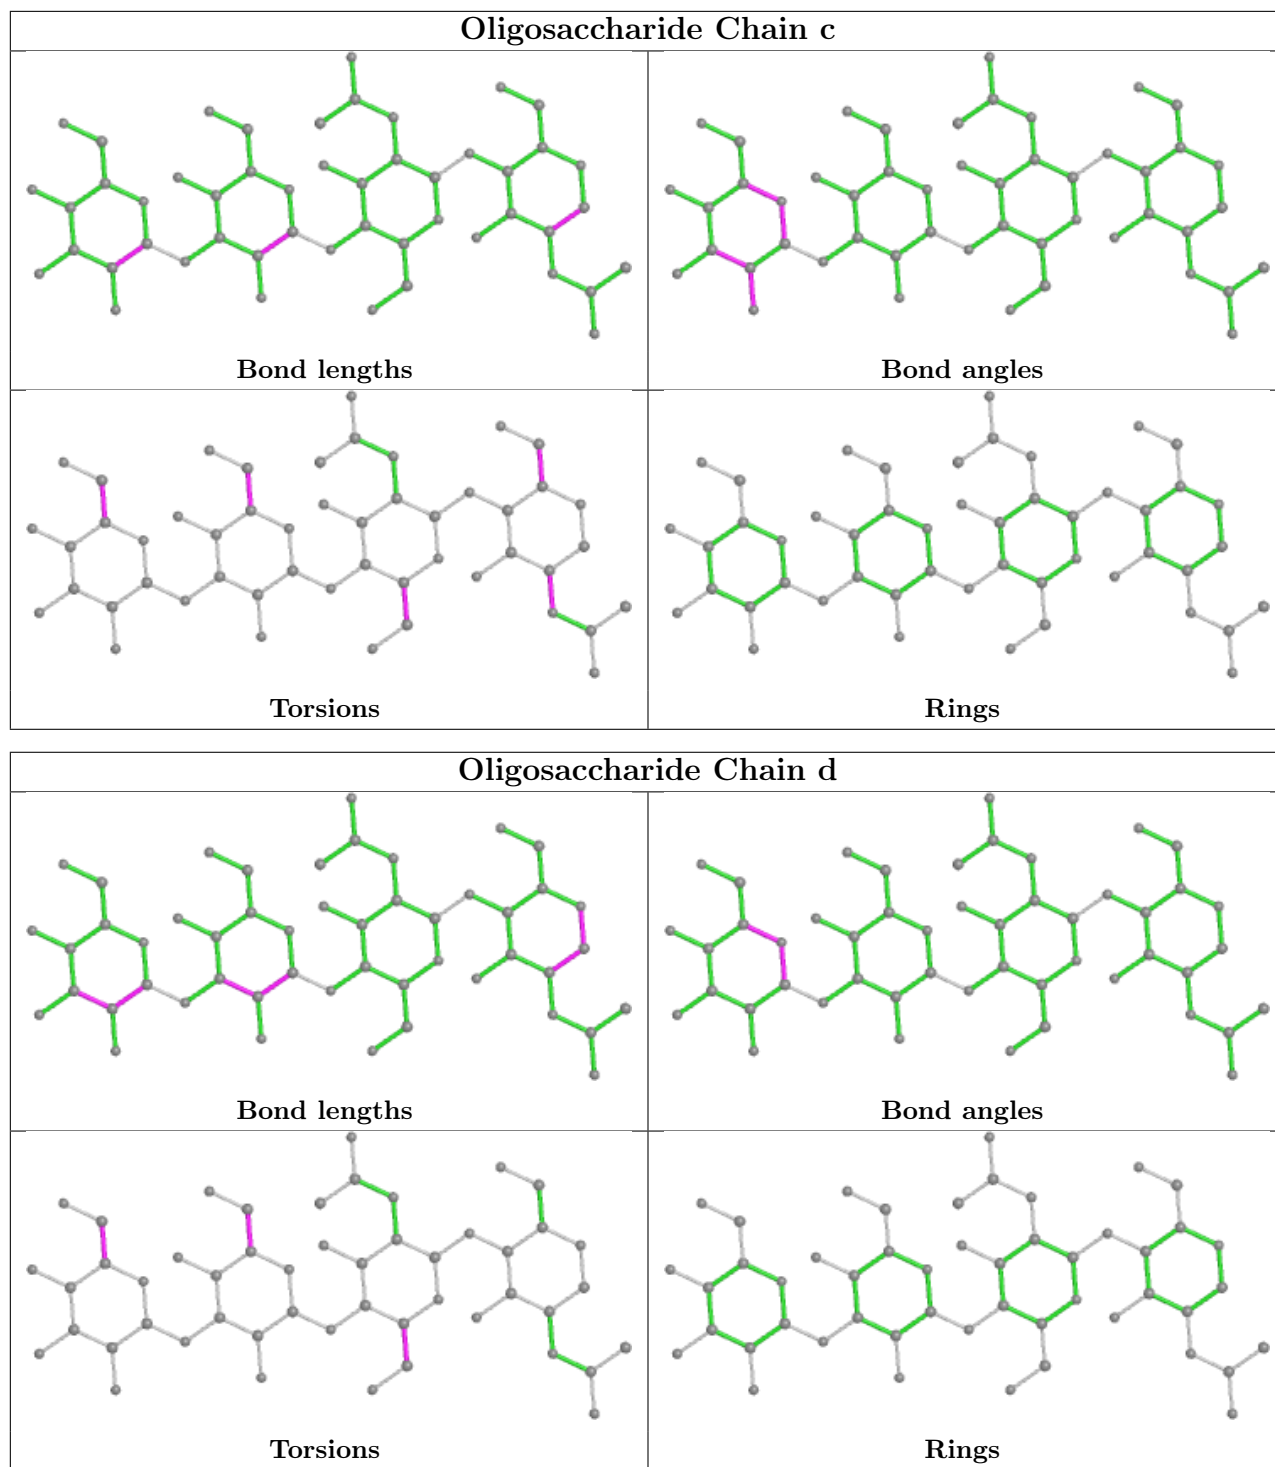 Oligosaccharide Chain c
Bond lengths
Bond angles
Torsions
Rings
Oligosaccharide Chain d
Bond lengths
Bond angles
Torsions
Rings